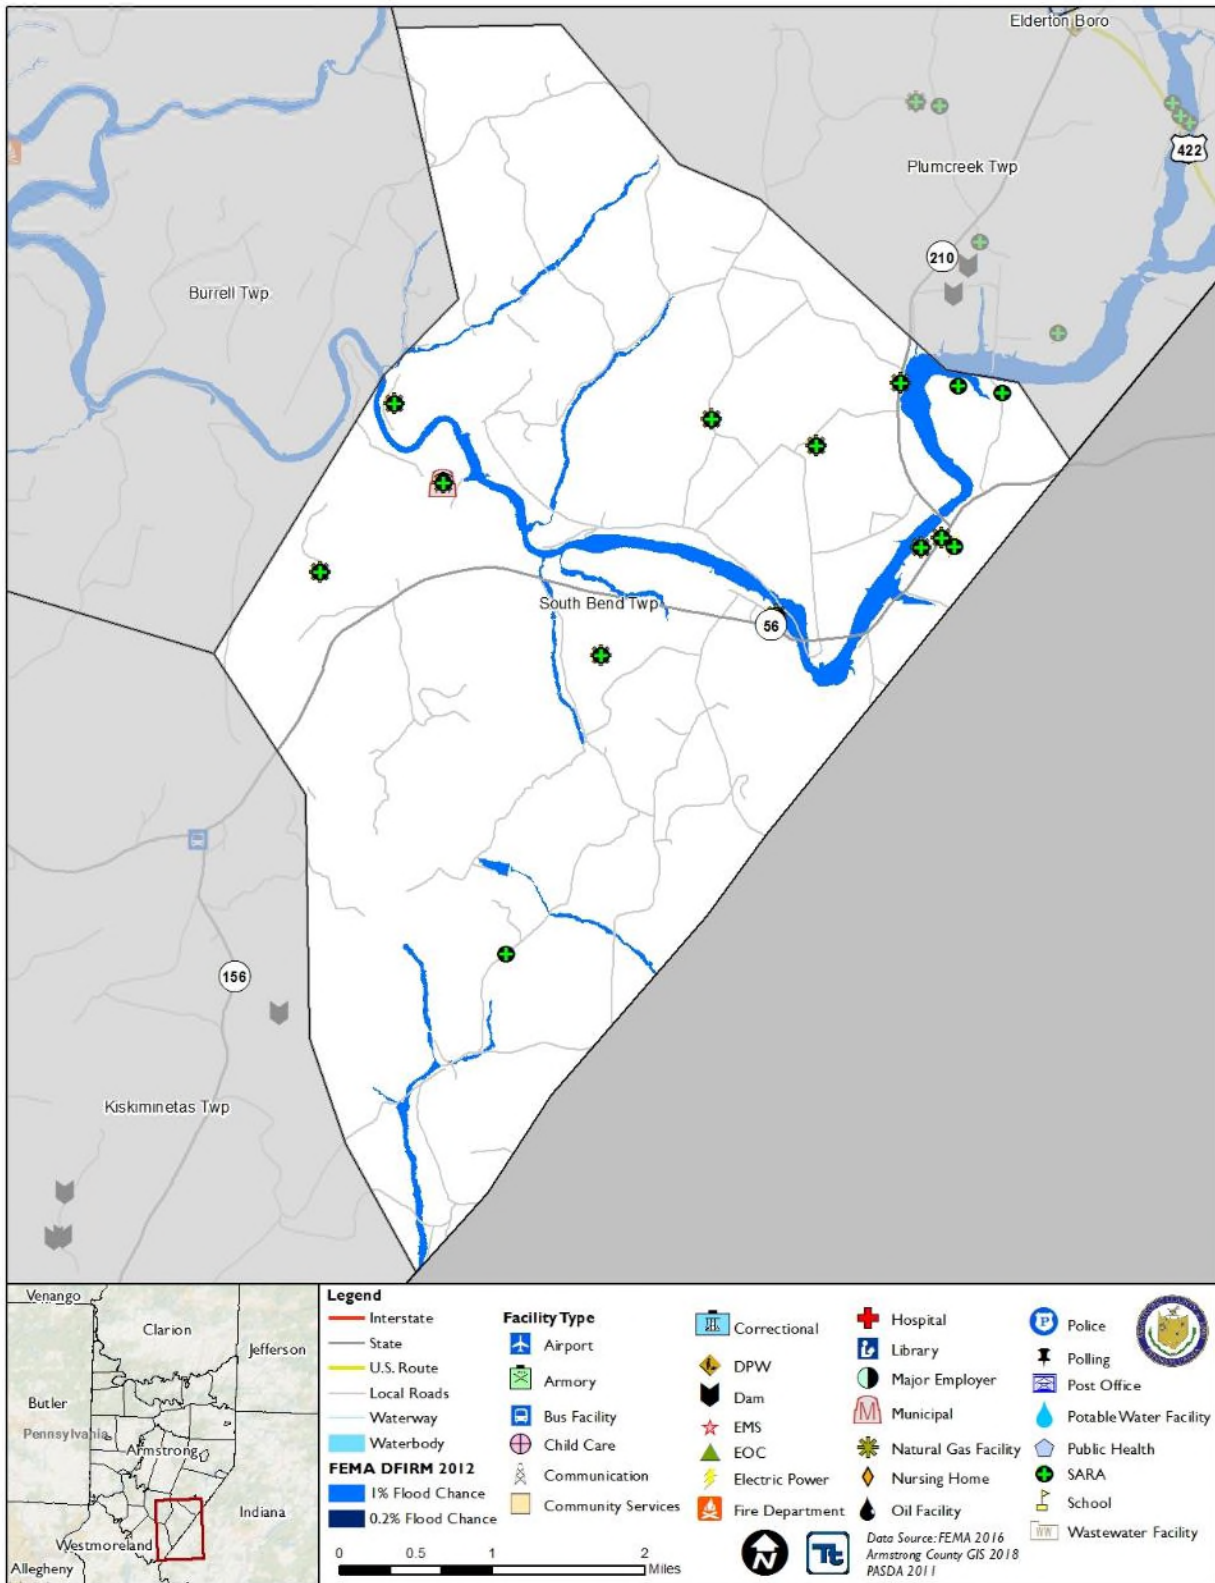 Elderton Boro
422
Plumcreek Twp
210
Burrell Twp
South Bend Twp
56
156
Kiskiminetas Twp
Venango
Clarion
Jefferson
Butler
Pennsylvania
Armstrong
Indiana
Westmoreland
Allegheny
Legend
Interstate
State
U.S. Route
Local Roads
Waterway
Waterbody
FEMA DFIRM 2012
1% Flood Chance
0.2% Flood Chance
0 0.5 1 2
Miles
Facility Type
Airport
Armory
Bus Facility
Child Care
Communication
Community Services
Correctional
DPW
Dam
EMS
EOC
Electric Power
Fire Department
N
Tt
Hospital
Library
Major Employer
M Municipal
Natural Gas Facility
Nursing Home
Oil Facility
P Police
Polling
Post Office
Potable Water Facility
Public Health
SARA
School
WW Wastewater Facility
Data Source: FEMA 2016
Armstrong County GIS 2018
PASDA 2011